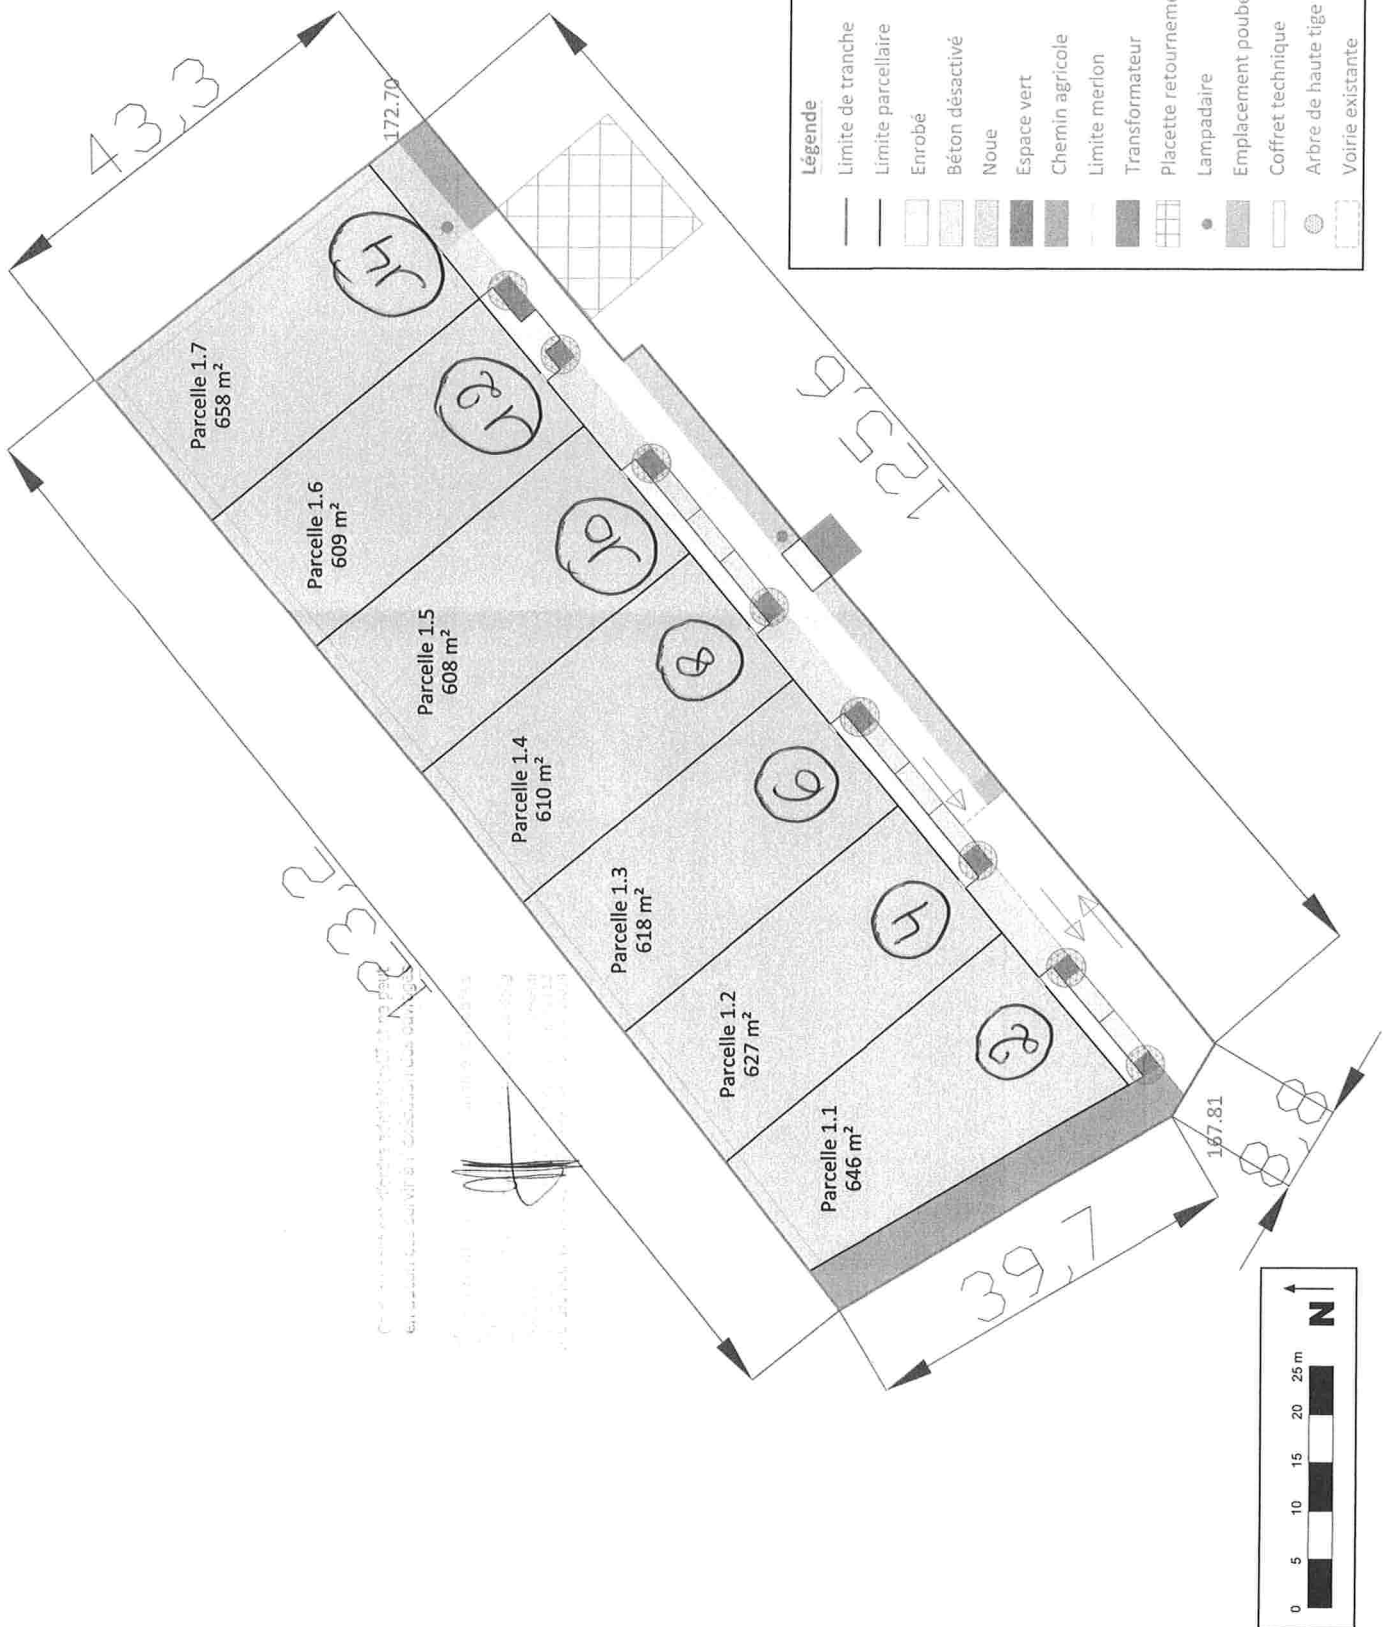 43,3
172.70
Parcelle 1.7
658 m²
14
Parcelle 1.6
609 m²
12
Parcelle 1.5
608 m²
10
Parcelle 1.4
610 m²
8
Parcelle 1.3
618 m²
6
Parcelle 1.2
627 m²
4
Parcelle 1.1
646 m²
2
125,6
39,7
167.81
8,8
Légende
Limite de tranche
Limite parcellaire
Enrobé
Béton désactivé
Noue
Espace vert
Chemin agricole
Limite merlon
Transformateur
Placette retourneme
Lampadaire
Emplacement poube
Coffret technique
Arbre de haute tige
Voirie existante
0 5 10 15 20 25 m
N